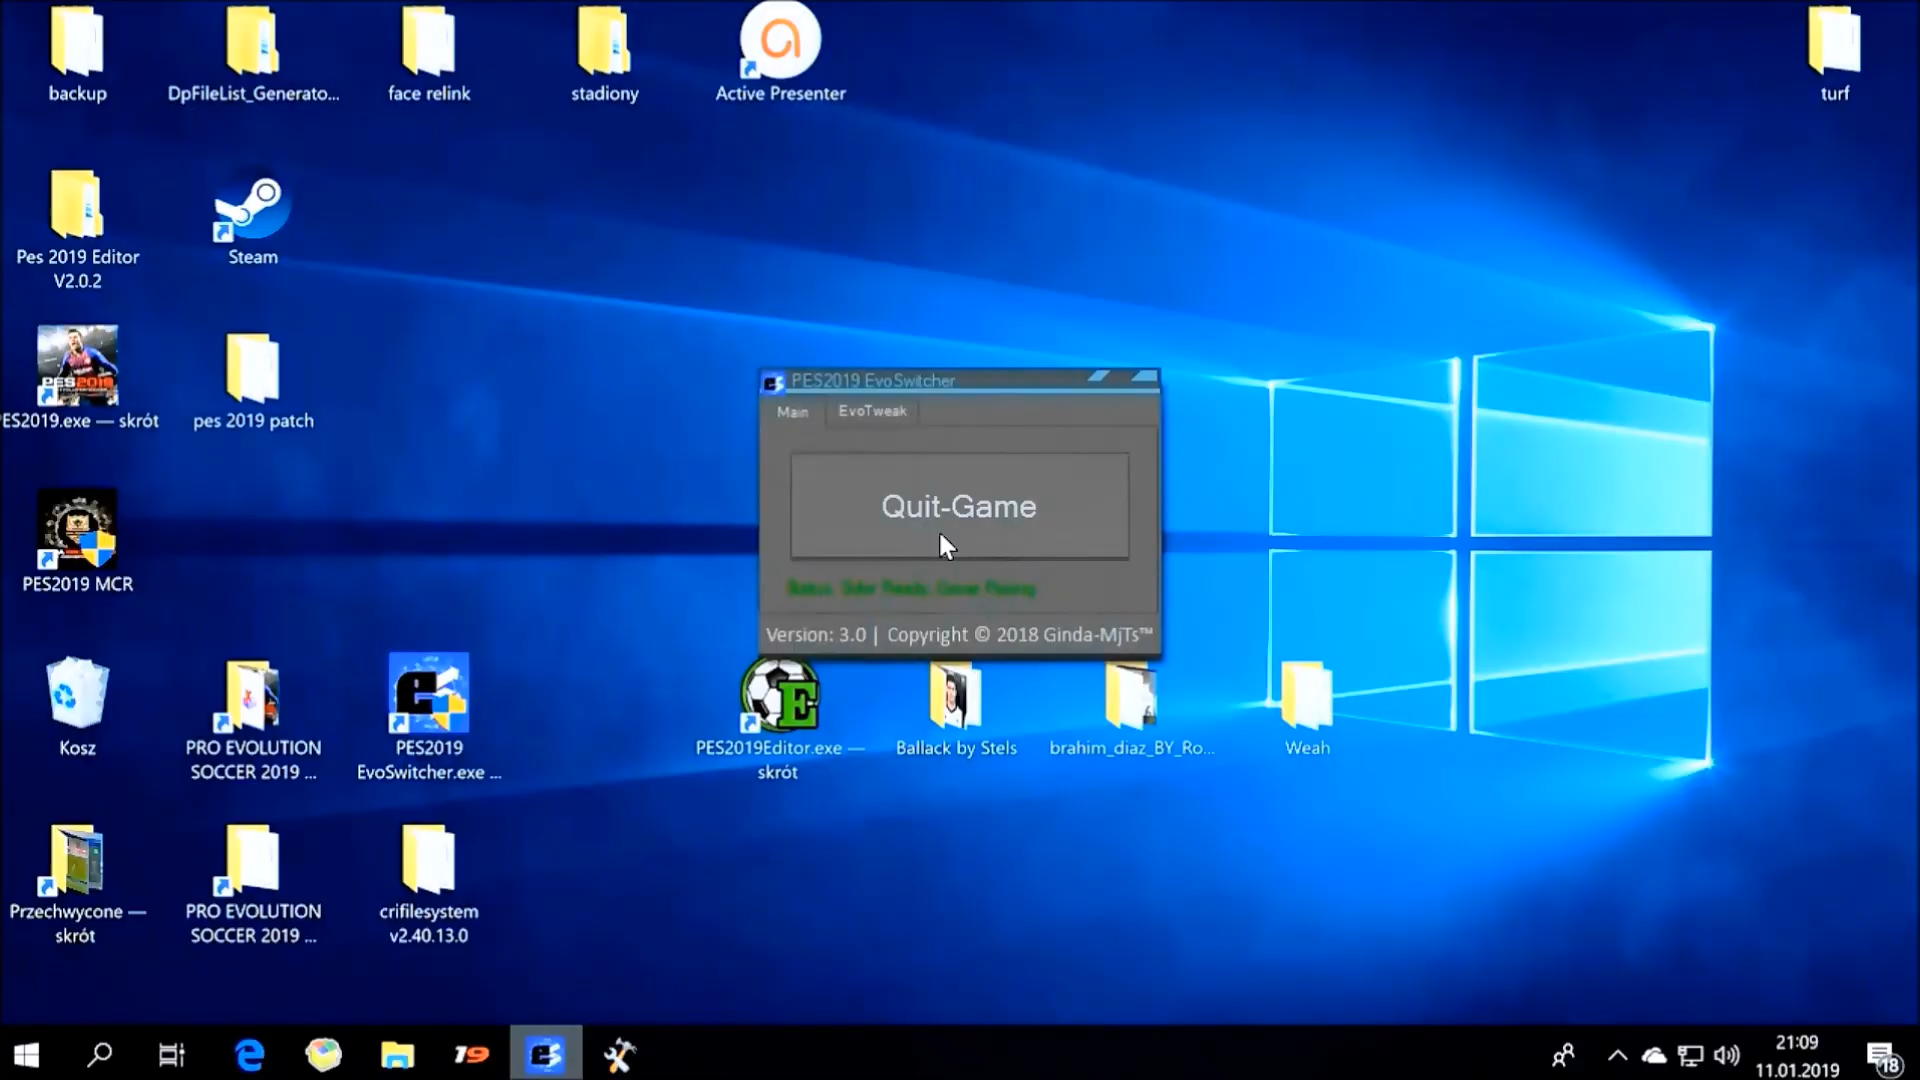 backup
DpFileList_Generato...
face relink
stadiony
Active Presenter
turf
Pes 2019 Editor
V2.0.2
Steam
PES2019
ES2019.exe — skrót
pes 2019 patch
PES2019 EvoSwitcher
Main
EvoTweak
Quit-Game
Version: 3.0 | Copyright © 2018 Ginda-MjTs™
PES2019 MCR
Kosz
PRO EVOLUTION
SOCCER 2019 ...
PES2019
EvoSwitcher.exe ...
E
PES2019Editor.exe —
skrót
Ballack by Stels
brahim_diaz_BY_Ro...
Weah
Przechwycone —
skrót
PRO EVOLUTION
SOCCER 2019 ...
crifilesystem
v2.40.13.0
19
21:09
11.01.2019
18